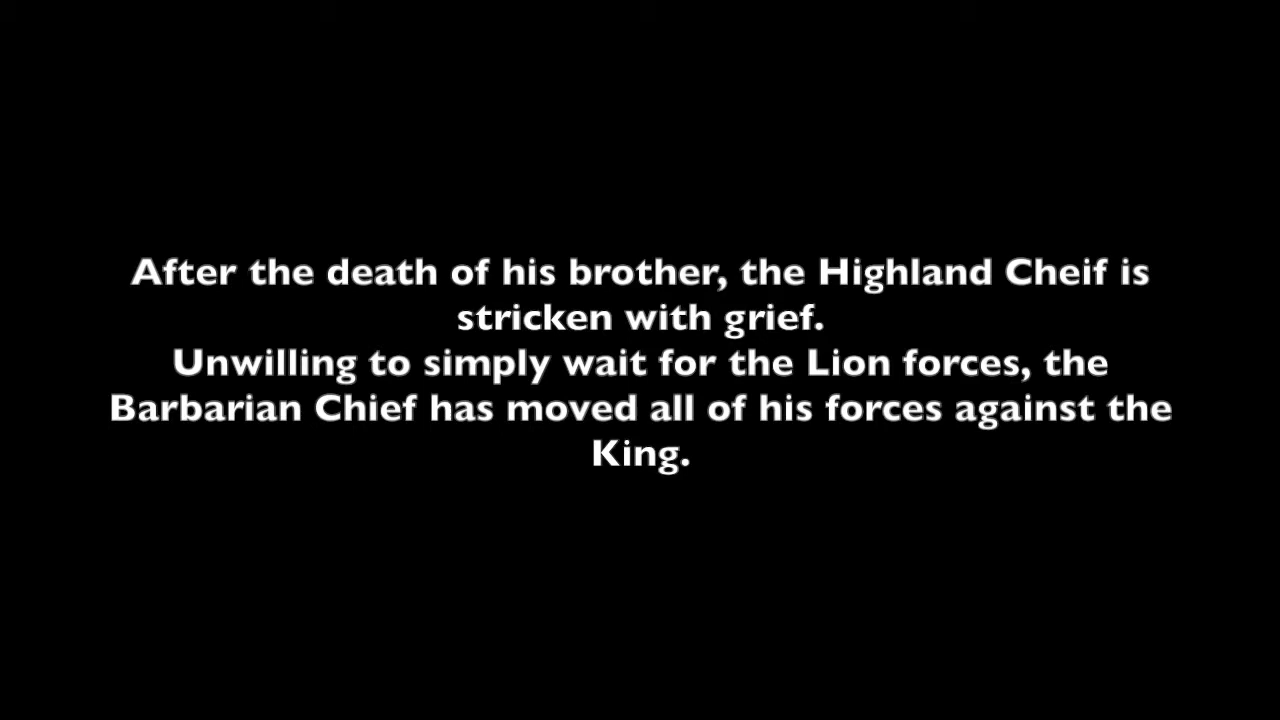 After the death of his brother, the Highland Cheif is
stricken with grief.
Unwilling to simply wait for the Lion forces, the
Barbarian Chief has moved all of his forces against the
King.